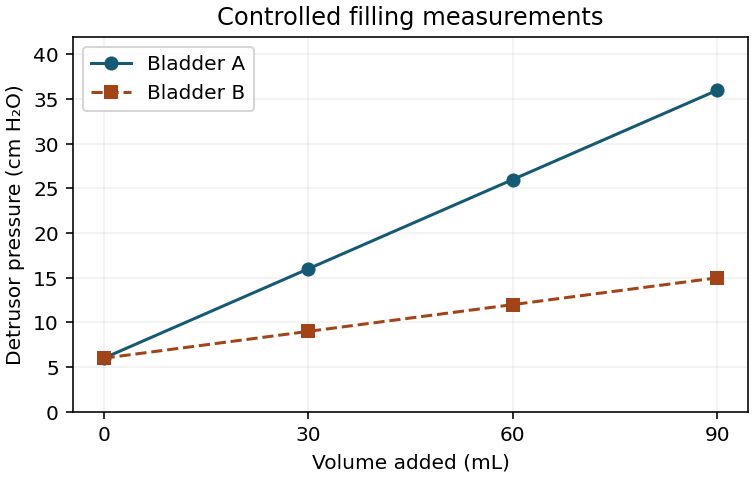 Controlled filling measurements
Bladder A
Bladder B
Detrusor pressure (cm H₂O)
40
35
30
25
20
15
10
5
0
0 30 60 90
Volume added (mL)